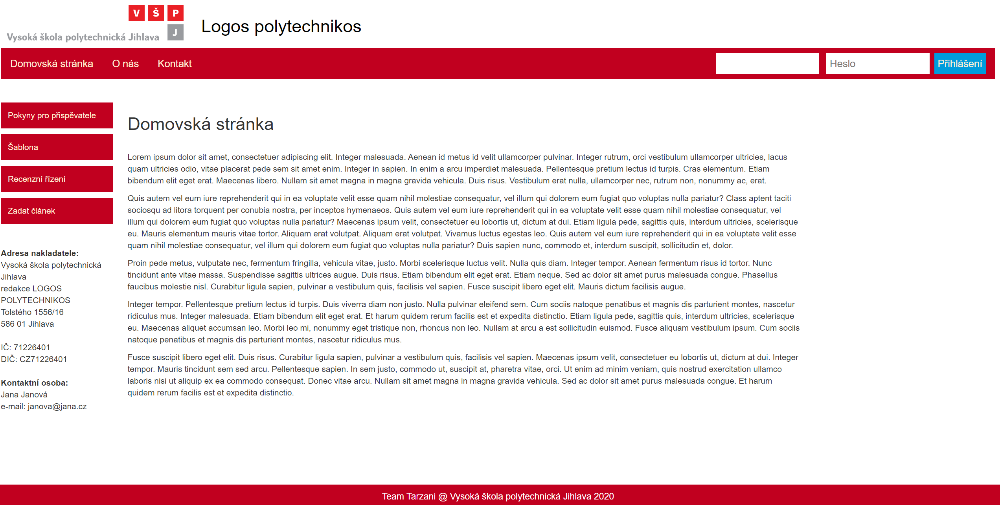 V Š P
J
Vysoká škola polytechnická Jihlava
Logos polytechnikos
Domovská stránka O nás Kontakt Heslo Přihlášení
Pokyny pro přispěvatele
Šablona
Recenzní řízení
Zadat článek
Adresa nakladatele:
Vysoká škola polytechnická
Jihlava
redakce LOGOS
POLYTECHNIKOS
Tolstého 1556/16
586 01 Jihlava
IČ: 71226401
DIČ: CZ71226401
Kontaktní osoba:
Jana Janová
e-mail: janova@jana.cz
Domovská stránka
Lorem ipsum dolor sit amet, consectetuer adipiscing elit. Integer malesuada. Aenean id metus id velit ullamcorper pulvinar. Integer rutrum, orci vestibulum ullamcorper ultricies, lacus
quam ultricies odio, vitae placerat pede sem sit amet enim. Integer in sapien. In enim a arcu imperdiet malesuada. Pellentesque pretium lectus id turpis. Cras elementum. Etiam
bibendum elit eget erat. Maecenas libero. Nullam sit amet magna in magna gravida vehicula. Duis risus. Vestibulum erat nulla, ullamcorper nec, rutrum non, nonummy ac, erat.
Quis autem vel eum iure reprehenderit qui in ea voluptate velit esse quam nihil molestiae consequatur, vel illum qui dolorem eum fugiat quo voluptas nulla pariatur? Class aptent taciti
sociosqu ad litora torquent per conubia nostra, per inceptos hymenaeos. Quis autem vel eum iure reprehenderit qui in ea voluptate velit esse quam nihil molestiae consequatur, vel
illum qui dolorem eum fugiat quo voluptas nulla pariatur? Maecenas ipsum velit, consectetuer eu lobortis ut, dictum at dui. Etiam ligula pede, sagittis quis, interdum ultricies, scelerisque
eu. Mauris elementum mauris vitae tortor. Aliquam erat volutpat. Aliquam erat volutpat. Vivamus luctus egestas leo. Quis autem vel eum iure reprehenderit qui in ea voluptate velit esse
quam nihil molestiae consequatur, vel illum qui dolorem eum fugiat quo voluptas nulla pariatur? Duis sapien nunc, commodo et, interdum suscipit, sollicitudin et, dolor.
Proin pede metus, vulputate nec, fermentum fringilla, vehicula vitae, justo. Morbi scelerisque luctus velit. Nulla quis diam. Integer tempor. Aenean fermentum risus id tortor. Nunc
tincidunt ante vitae massa. Suspendisse sagittis ultrices augue. Duis risus. Etiam bibendum elit eget erat. Etiam neque. Sed ac dolor sit amet purus malesuada congue. Phasellus
faucibus molestie nisl. Curabitur ligula sapien, pulvinar a vestibulum quis, facilisis vel sapien. Fusce suscipit libero eget elit. Mauris dictum facilisis augue.
Integer tempor. Pellentesque pretium lectus id turpis. Duis viverra diam non justo. Nulla pulvinar eleifend sem. Cum sociis natoque penatibus et magnis dis parturient montes, nascetur
ridiculus mus. Integer malesuada. Etiam bibendum elit eget erat. Et harum quidem rerum facilis est et expedita distinctio. Etiam ligula pede, sagittis quis, interdum ultricies, scelerisque
eu. Maecenas aliquet accumsan leo. Morbi leo mi, nonummy eget tristique non, rhoncus non leo. Nullam at arcu a est sollicitudin euismod. Fusce aliquam vestibulum ipsum. Cum sociis
natoque penatibus et magnis dis parturient montes, nascetur ridiculus mus.
Fusce suscipit libero eget elit. Duis risus. Curabitur ligula sapien, pulvinar a vestibulum quis, facilisis vel sapien. Maecenas ipsum velit, consectetuer eu lobortis ut, dictum at dui. Integer
tempor. Mauris tincidunt sem sed arcu. Pellentesque sapien. In sem justo, commodo ut, suscipit at, pharetra vitae, orci. Ut enim ad minim veniam, quis nostrud exercitation ullamco
laboris nisi ut aliquip ex ea commodo consequat. Donec vitae arcu. Nullam sit amet magna in magna gravida vehicula. Sed ac dolor sit amet purus malesuada congue. Et harum
quidem rerum facilis est et expedita distinctio.
Team Tarzani @ Vysoká škola polytechnická Jihlava 2020